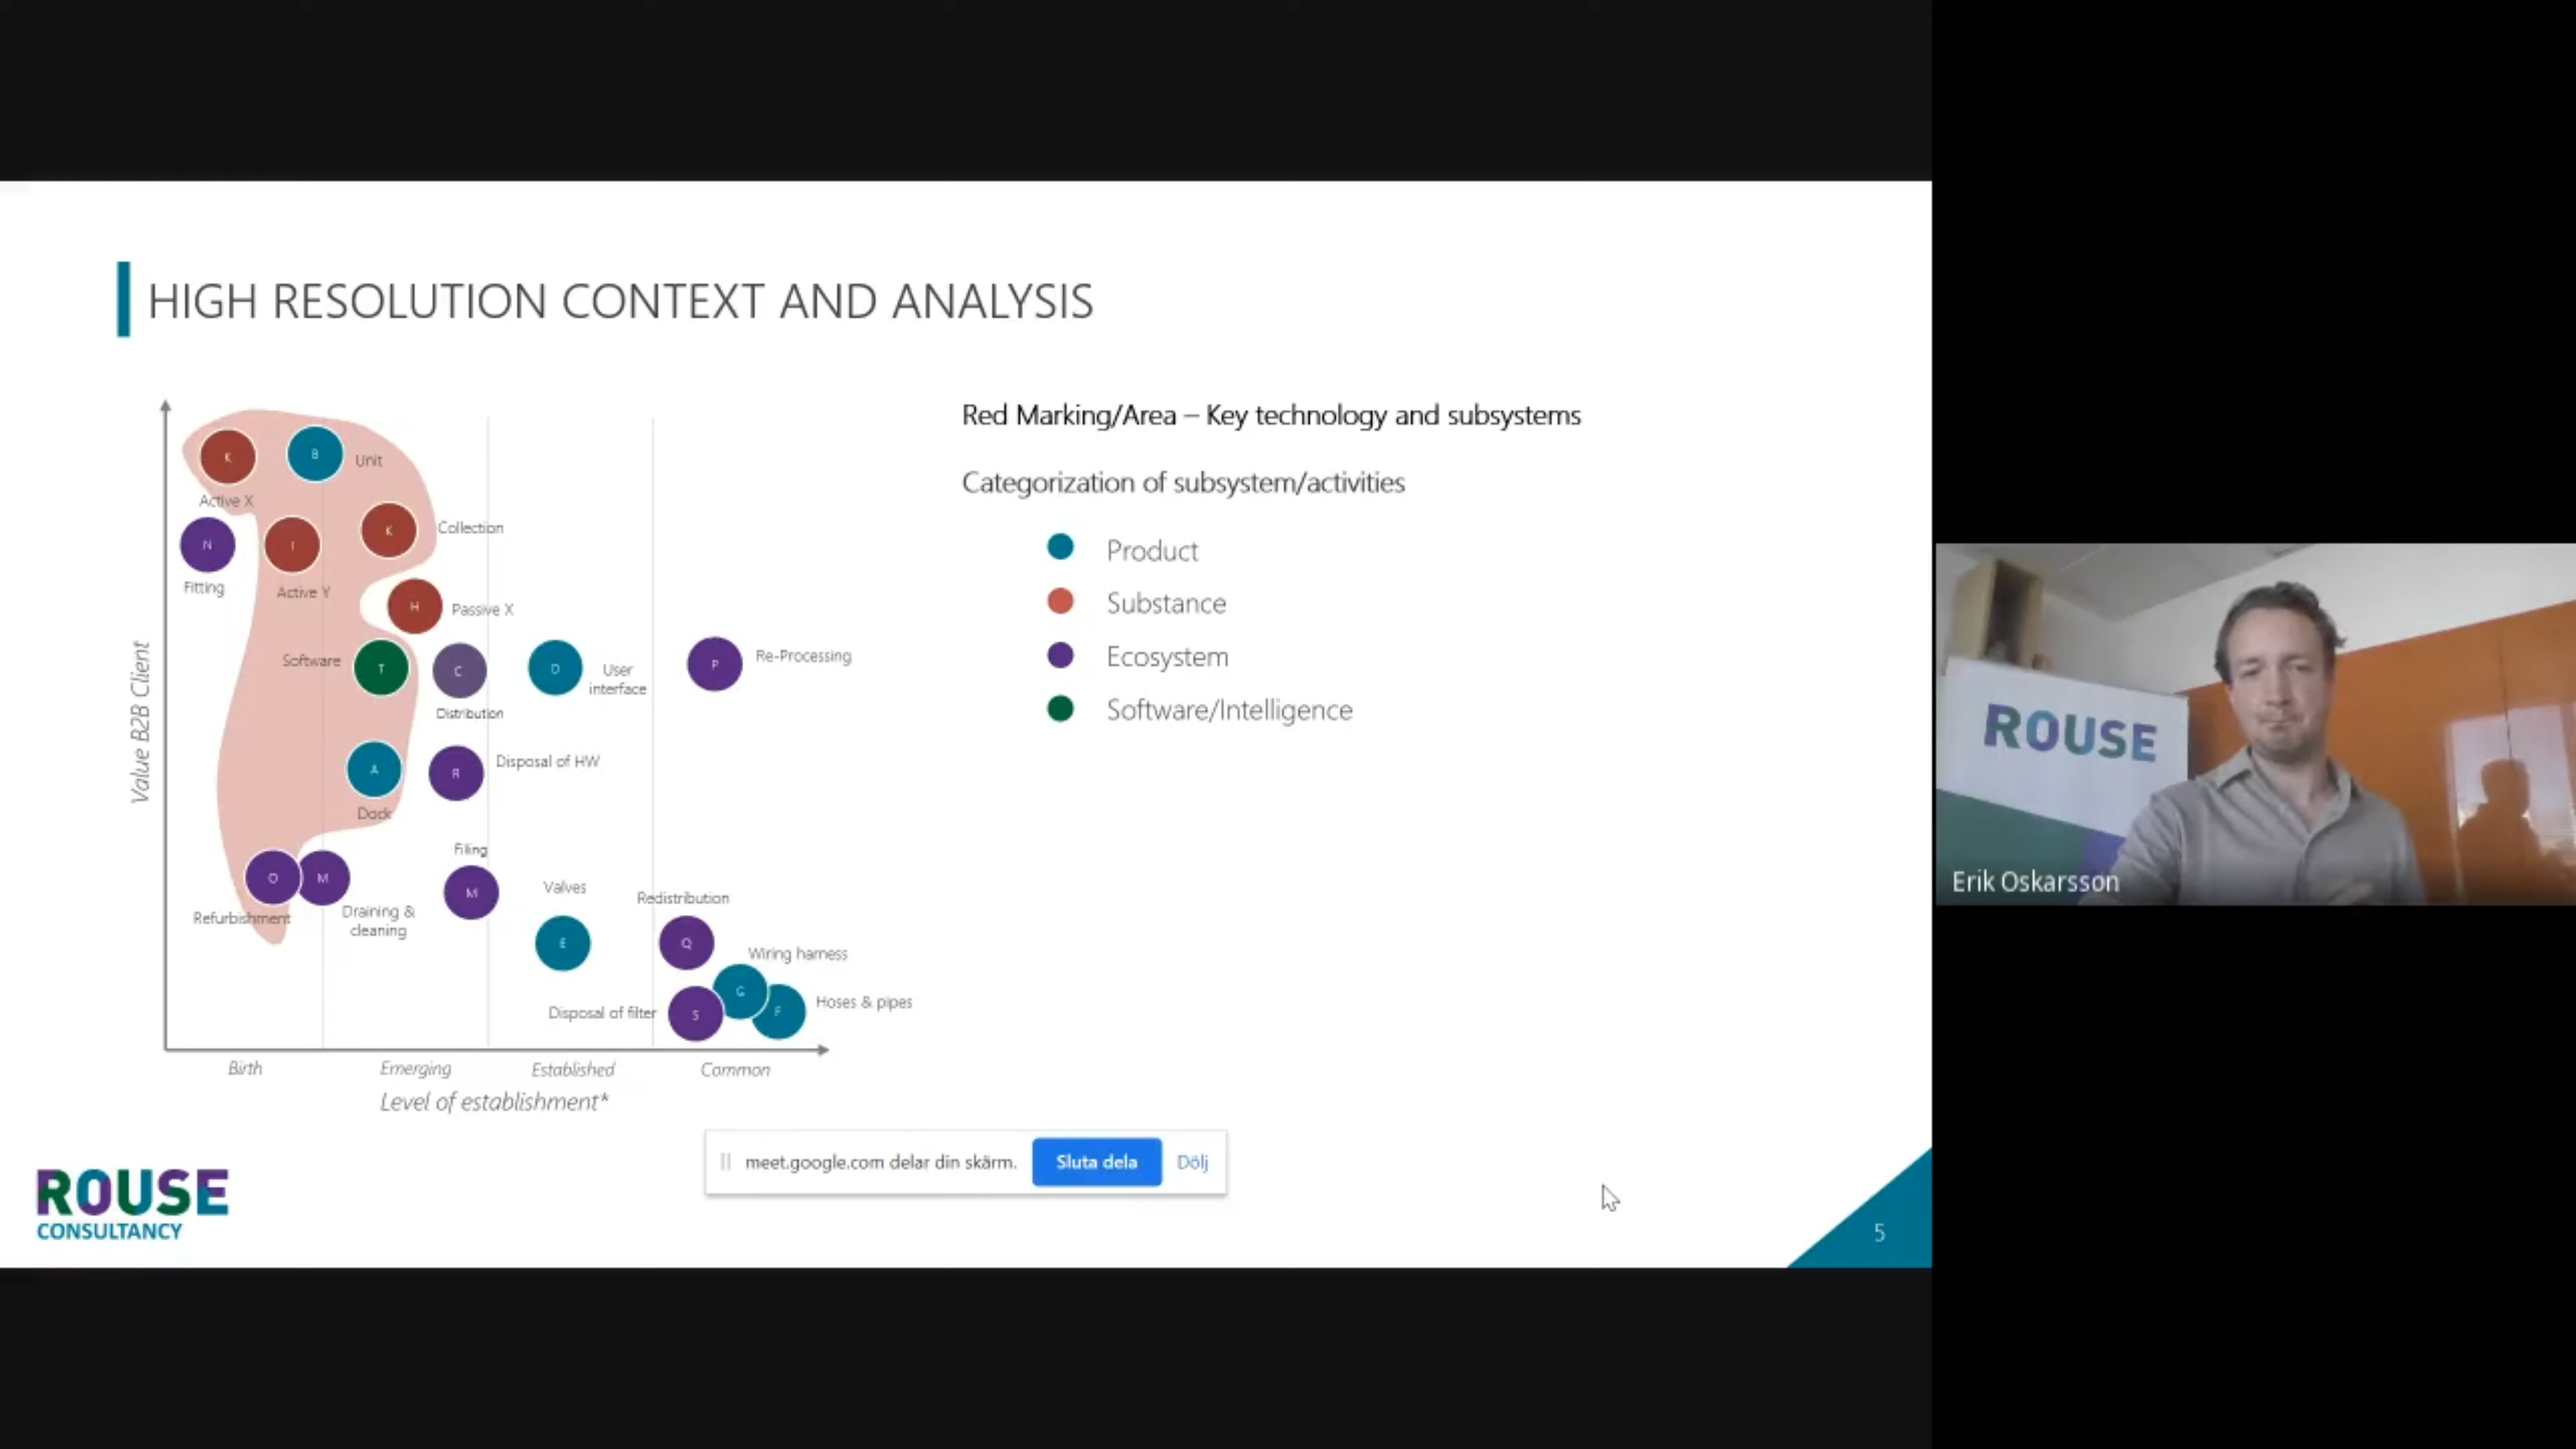 HIGH RESOLUTION CONTEXT AND ANALYSIS
Value B2B Client
K
Active X
B
Unit
N
Fitting
I
Active Y
K
Collection
H
Passive X
Software
T
C
Distribution
D
User
interface
P
Re-Processing
A
Dock
R
Disposal of HW
O
Refurbishment
M
Draining &
cleaning
Filing
M
Valves
E
Redistribution
Q
Wiring harness
G
Disposal of filter
S
F
Hoses & pipes
Birth
Emerging
Established
Common
Level of establishment*
Red Marking/Area – Key technology and subsystems
Categorization of subsystem/activities
Product
Substance
Ecosystem
Software/Intelligence
meet.google.com delar din skärm.
Sluta dela
Dölj
ROUSE
CONSULTANCY
5
ROUSE
Erik Oskarsson